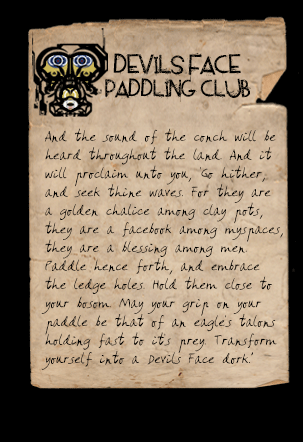 DEVILS FACE
PADDLING CLUB
And the sound of the conch will be
heard throughout the land. And it
will proclaim unto you, 'Go hither,
and seek thine waves. For they are
a golden chalice among clay pots,
they are a facebook among myspaces,
they are a blessing among men.
Paddle hence forth, and embrace
the ledge holes. Hold them close to
your bosom. May your grip on your
paddle be that of an eagle's talons
holding fast to it's prey. Transform
yourself into a Devils Face dork.'